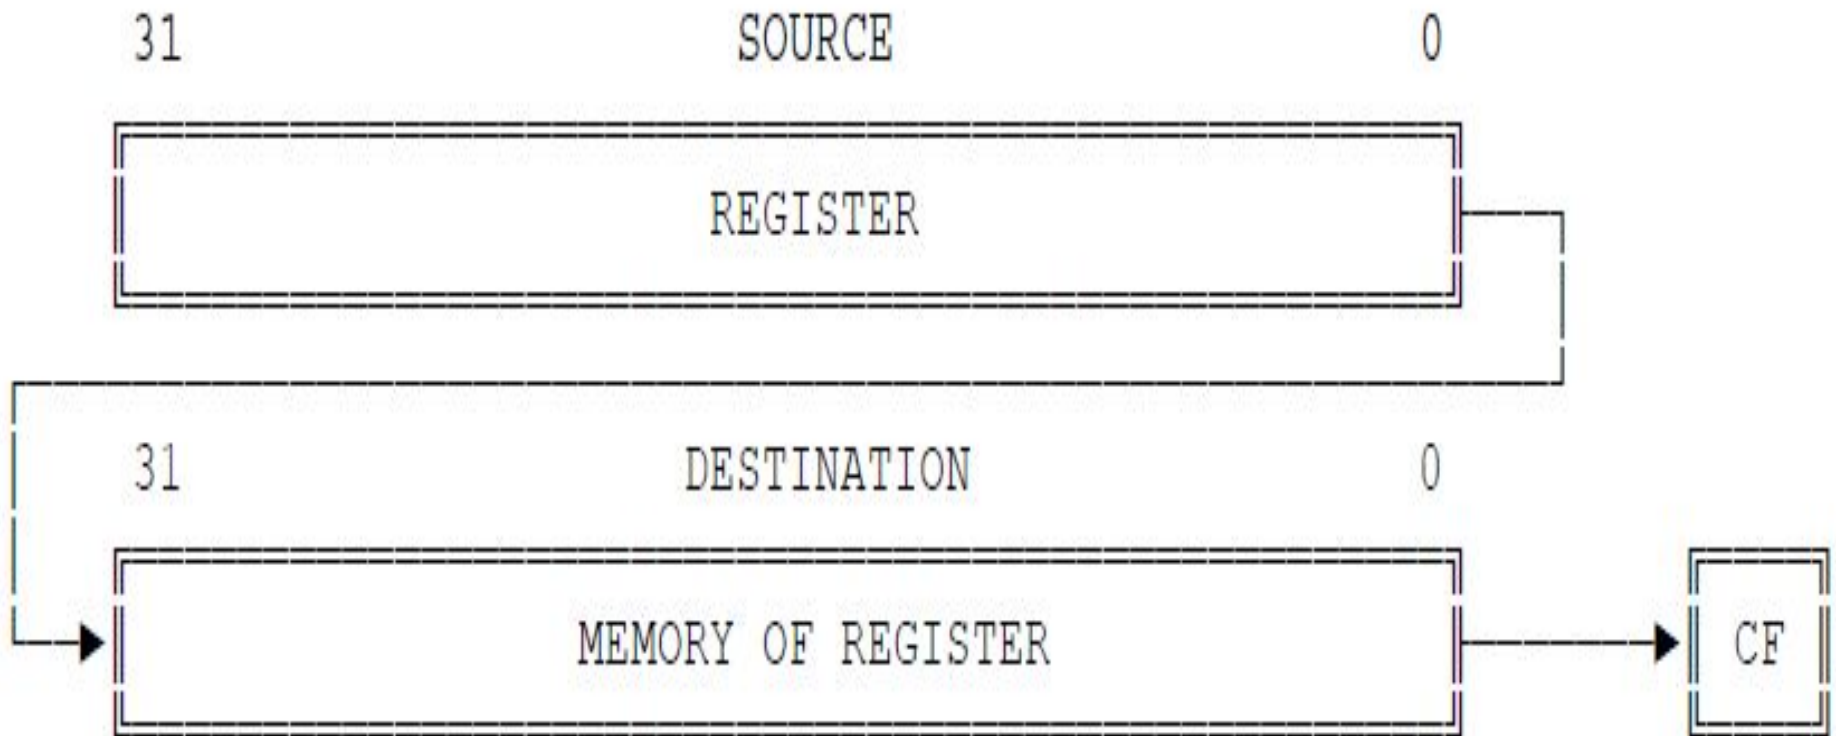 31 SOURCE 0
REGISTER
31 DESTINATION 0
MEMORY OF REGISTER CF